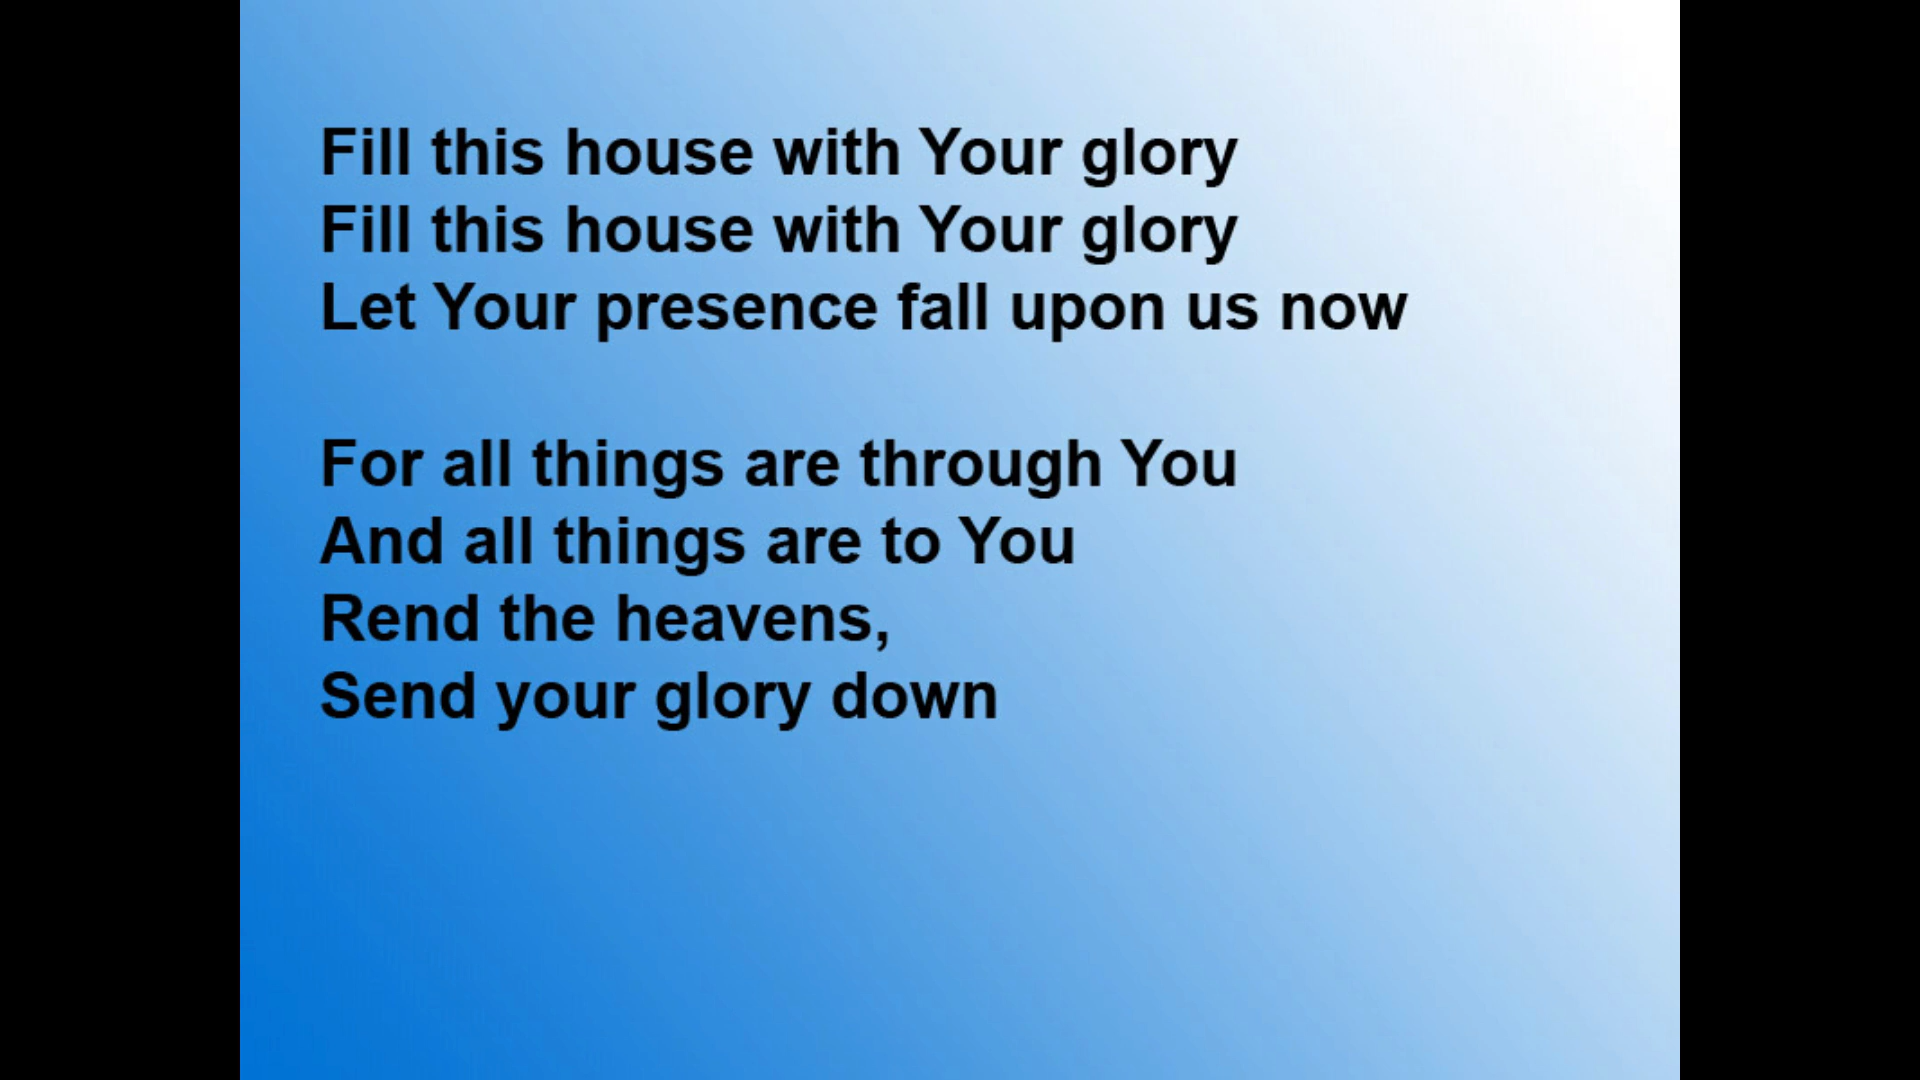 Fill this house with Your glory
Fill this house with Your glory
Let Your presence fall upon us now
For all things are through You
And all things are to You
Rend the heavens,
Send your glory down